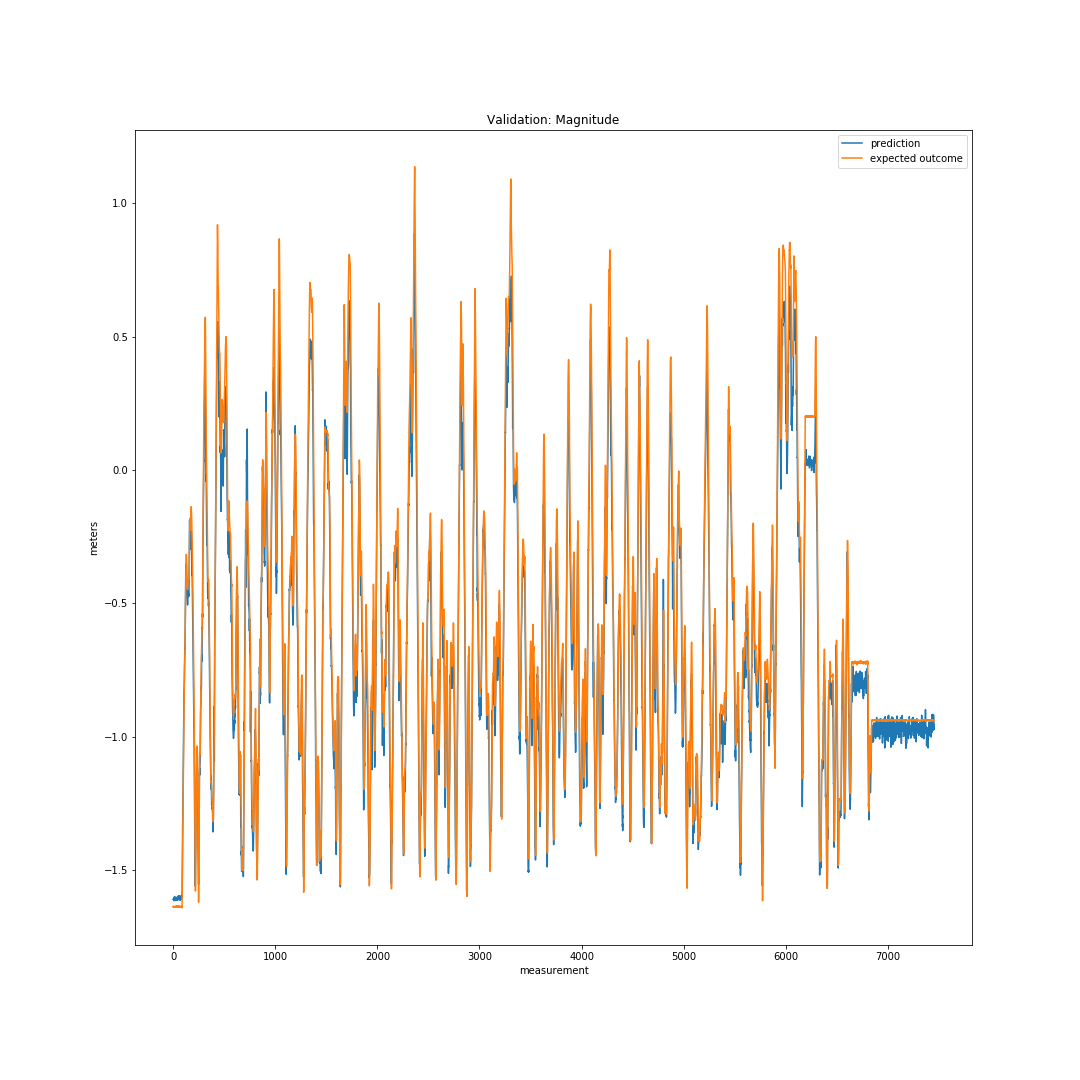 Validation: Magnitude
prediction
expected outcome
1.0
0.5
0.0
−0.5
−1.0
−1.5
meters
0 1000 2000 3000 4000 5000 6000 7000
measurement